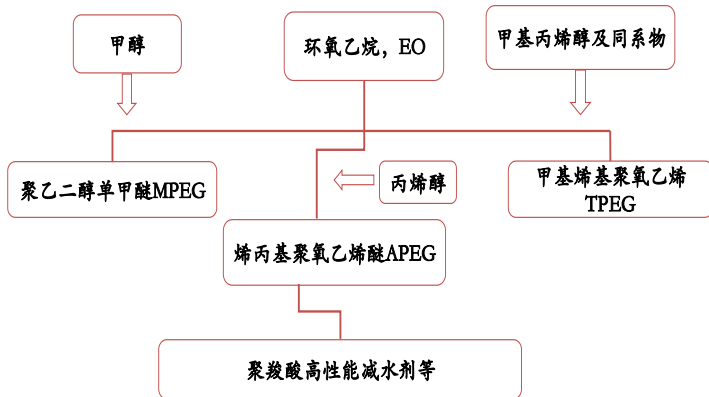 甲醇
环氧乙烷，EO
甲基丙烯醇及同系物
聚乙二醇单甲醚MPEG
丙烯醇
甲基烯基聚氧乙烯
TPEG
烯丙基聚氧乙烯醚APEG
聚羧酸高性能减水剂等